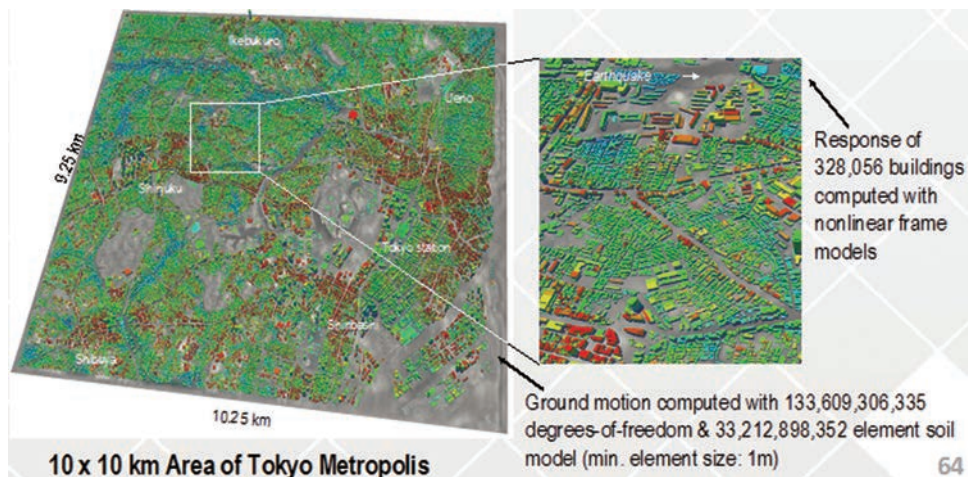 Ikebukuro
Ueno
9.25 km
Shinjuku
Tokyo station
Shinbashi
Shibuya
10.25 km
Earthquake
Response of
328,056 buildings
computed with
nonlinear frame
models
Ground motion computed with 133,609,306,335
degrees-of-freedom & 33,212,898,352 element soil
model (min. element size: 1m)
10 x 10 km Area of Tokyo Metropolis
64